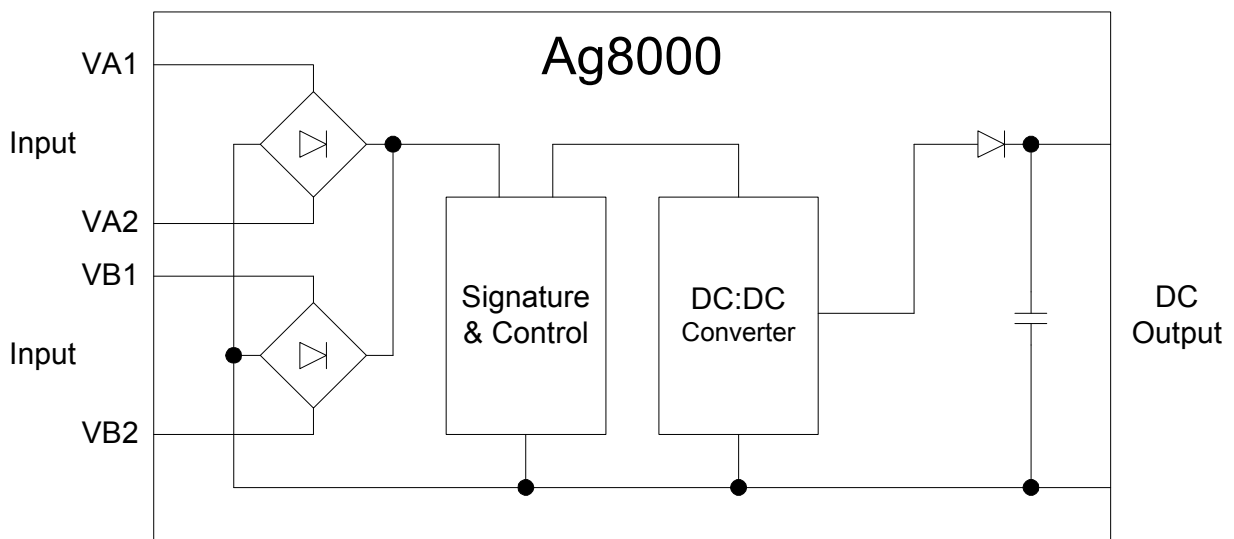 Ag8000
VA1
Input
VA2
VB1
Input
VB2
Signature
& Control
DC:DC
Converter
DC
Output